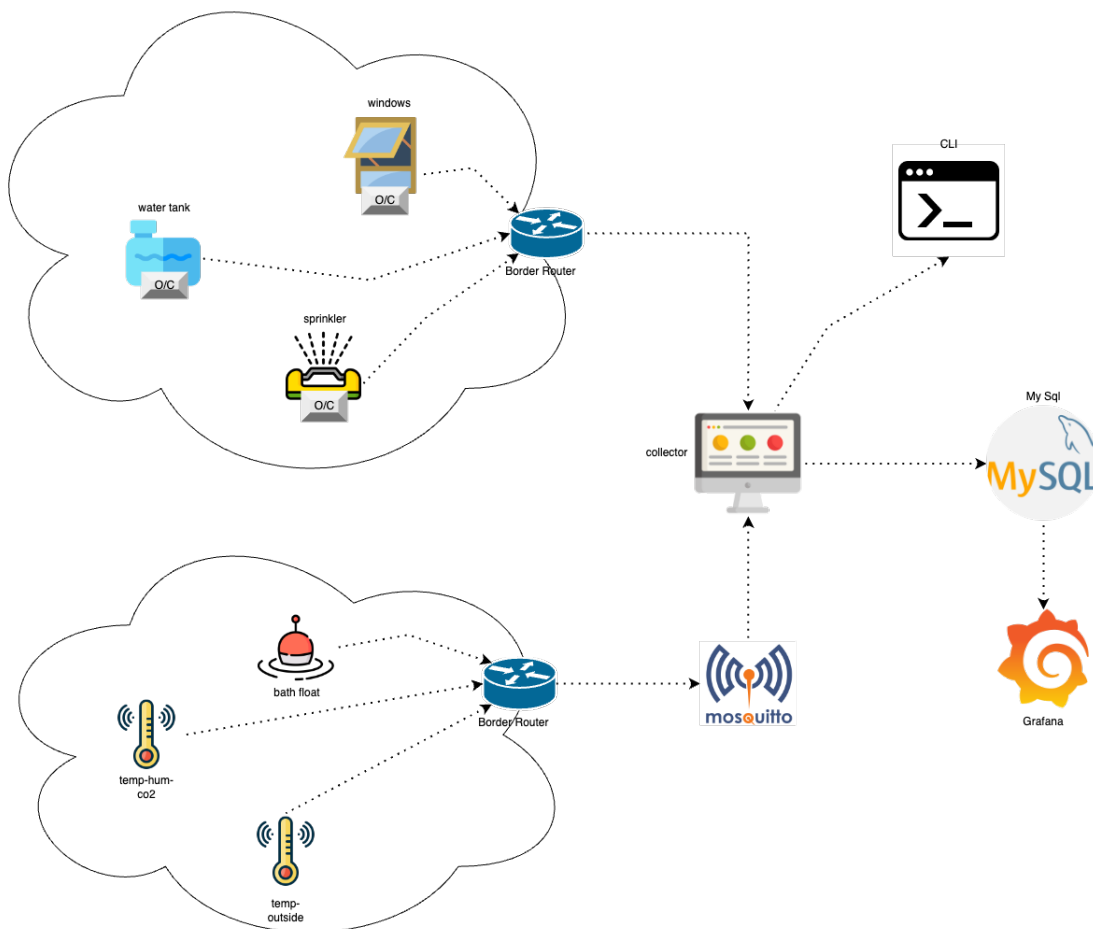 windows
O/C
CLI
water tank
O/C
Border Router
sprinkler
O/C
My Sql
MySQL
collector
bath float
Border Router
mosquitto
temp-hum-
co2
Grafana
temp-
outside